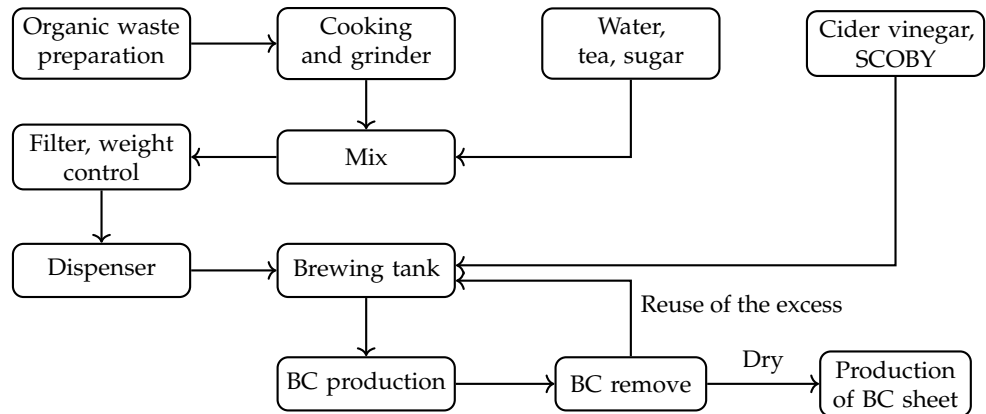 Organic waste
preparation
Cooking
and grinder
Water,
tea, sugar
Cider vinegar,
SCOBY
Filter, weight
control
Mix
Dispenser
Brewing tank
Reuse of the excess
BC production
BC remove
Dry
Production
of BC sheet